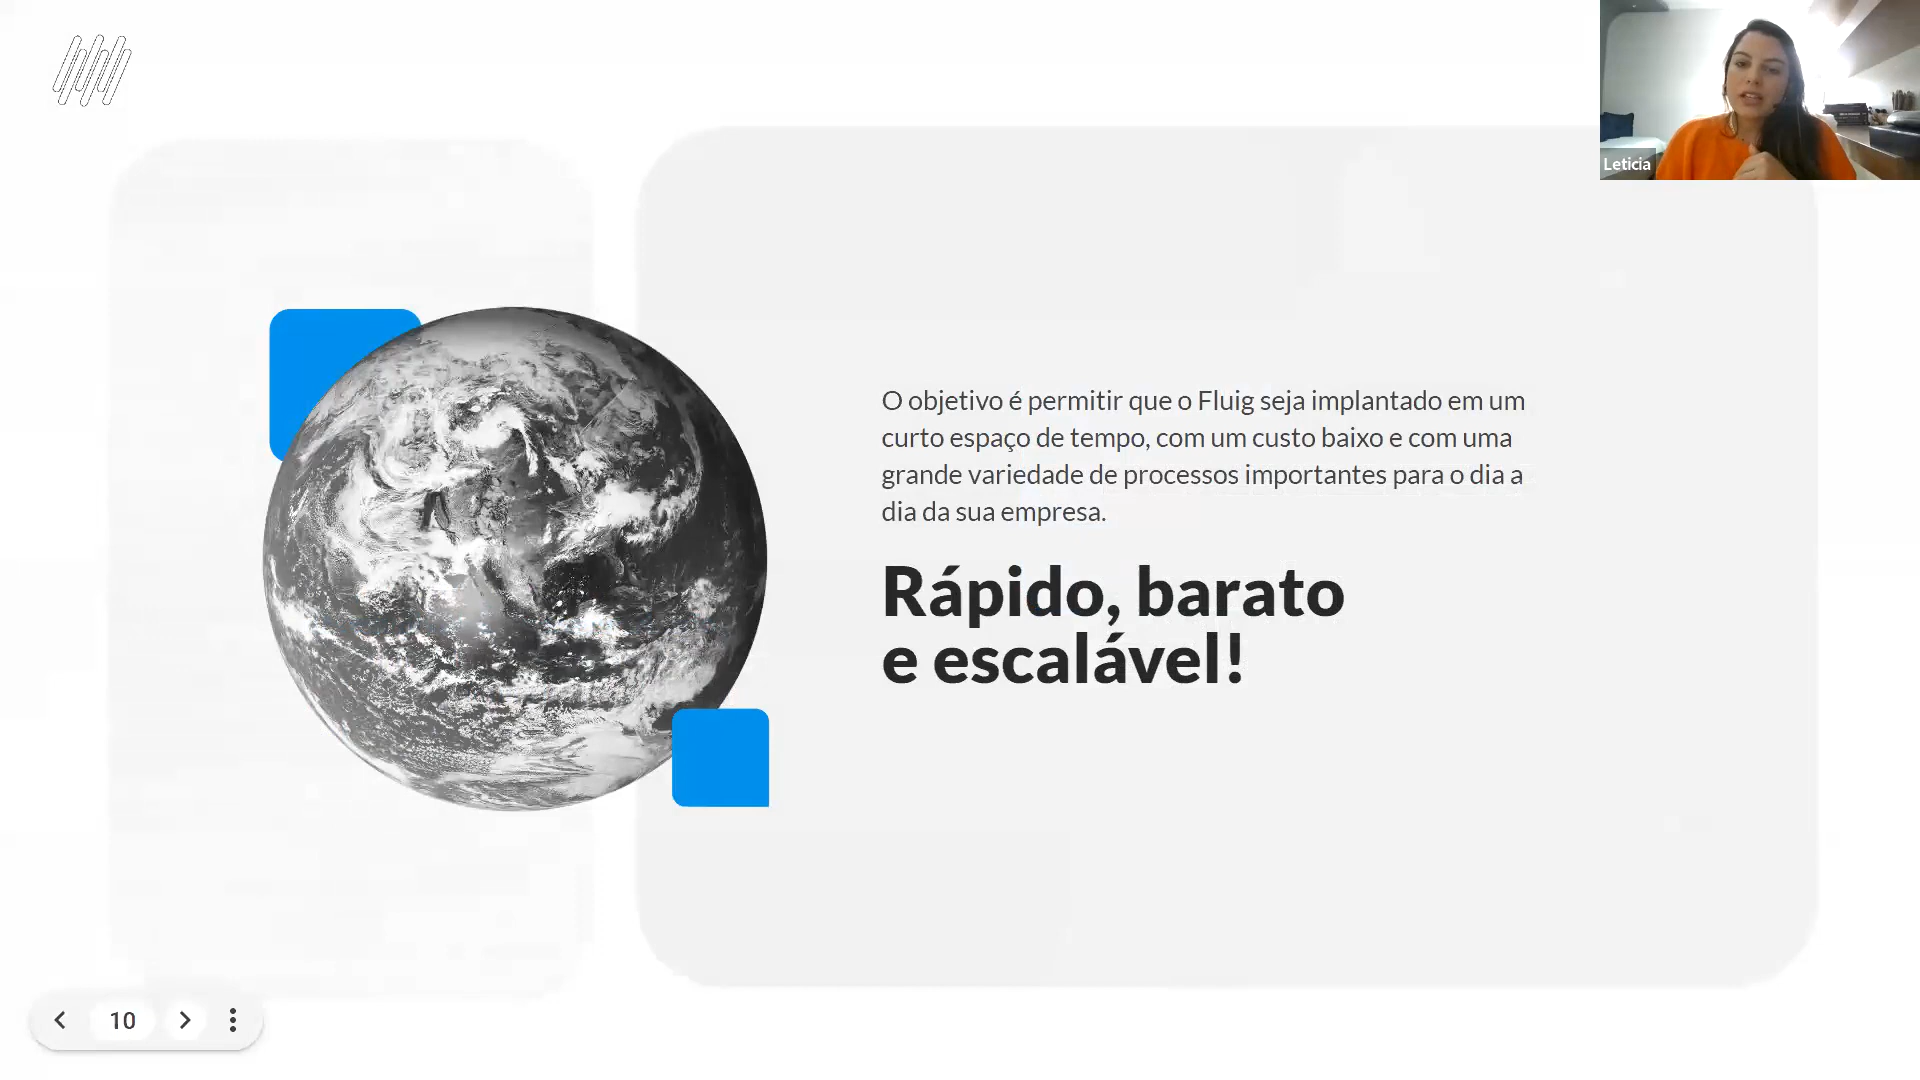 Leticia
O objetivo é permitir que o Fluig seja implantado em um
curto espaço de tempo, com um custo baixo e com uma
grande variedade de processos importantes para o dia a
dia da sua empresa.
Rápido, barato
e escalável!
10